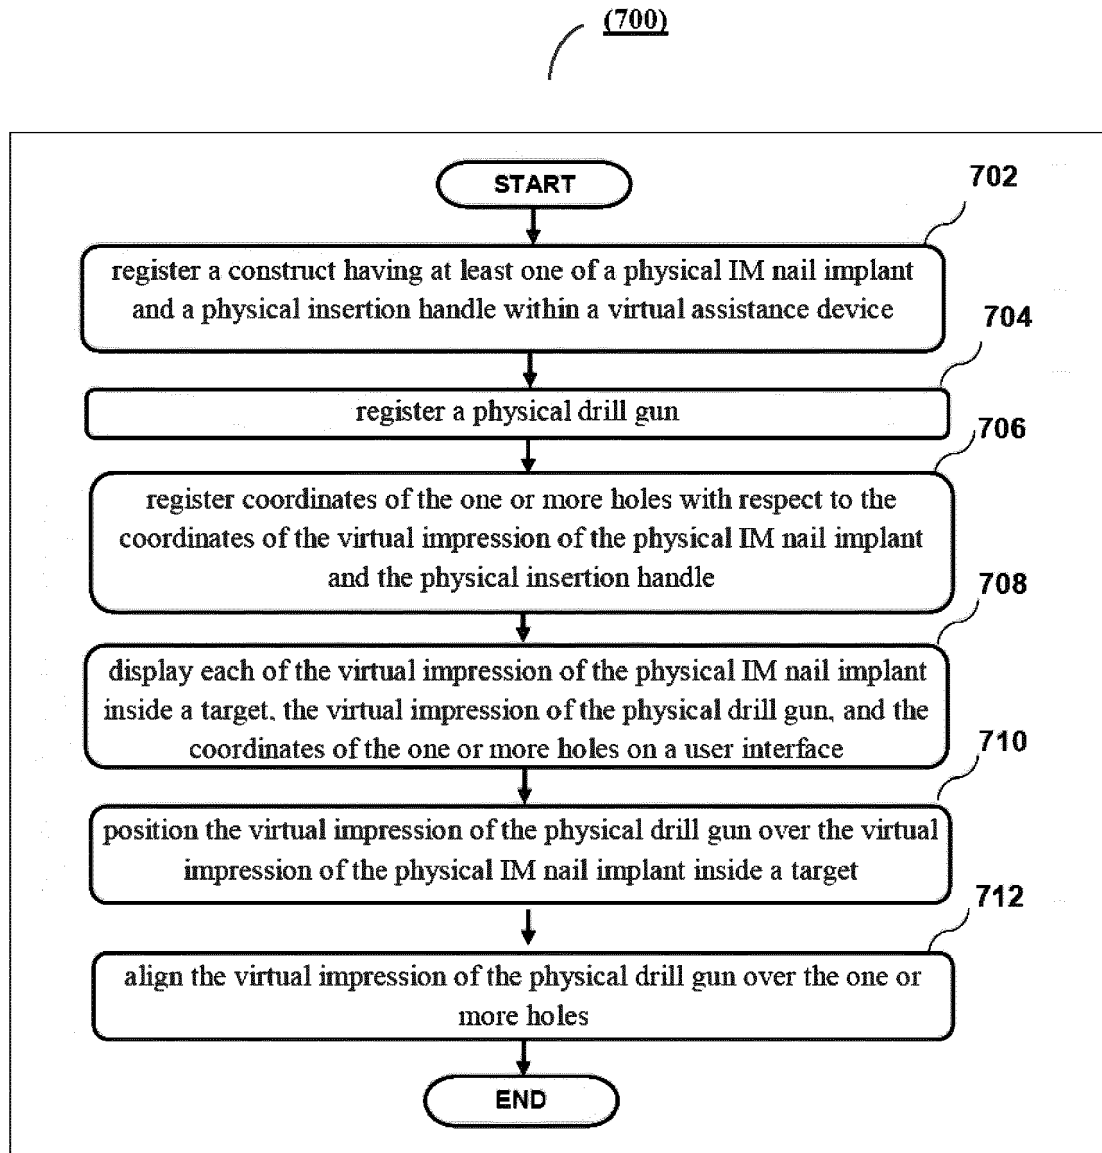 (700)
START
702
register a construct having at least one of a physical IM nail implant
and a physical insertion handle within a virtual assistance device
704
register a physical drill gun
706
register coordinates of the one or more holes with respect to the
coordinates of the virtual impression of the physical IM nail implant
and the physical insertion handle
708
display each of the virtual impression of the physical IM nail implant
inside a target, the virtual impression of the physical drill gun, and the
coordinates of the one or more holes on a user interface
710
position the virtual impression of the physical drill gun over the virtual
impression of the physical IM nail implant inside a target
712
align the virtual impression of the physical drill gun over the one or
more holes
END